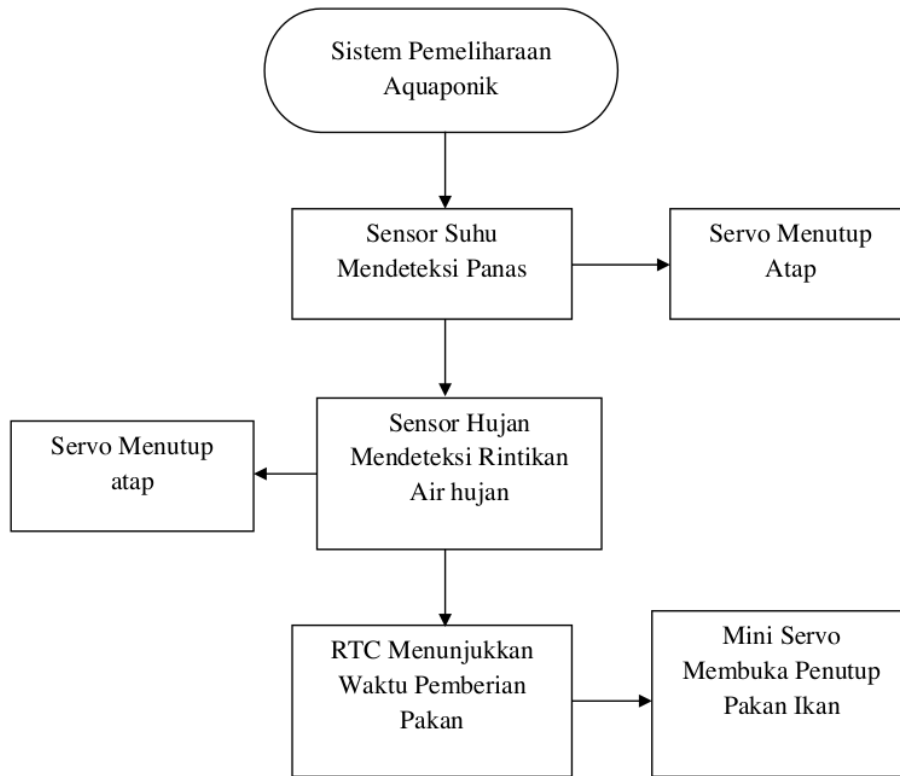 Sistem Pemeliharaan
Aquaponik
Sensor Suhu
Mendeteksi Panas
Servo Menutup
Atap
Sensor Hujan
Mendeteksi Rintikan
Air hujan
Servo Menutup
atap
RTC Menunjukkan
Waktu Pemberian
Pakan
Mini Servo
Membuka Penutup
Pakan Ikan